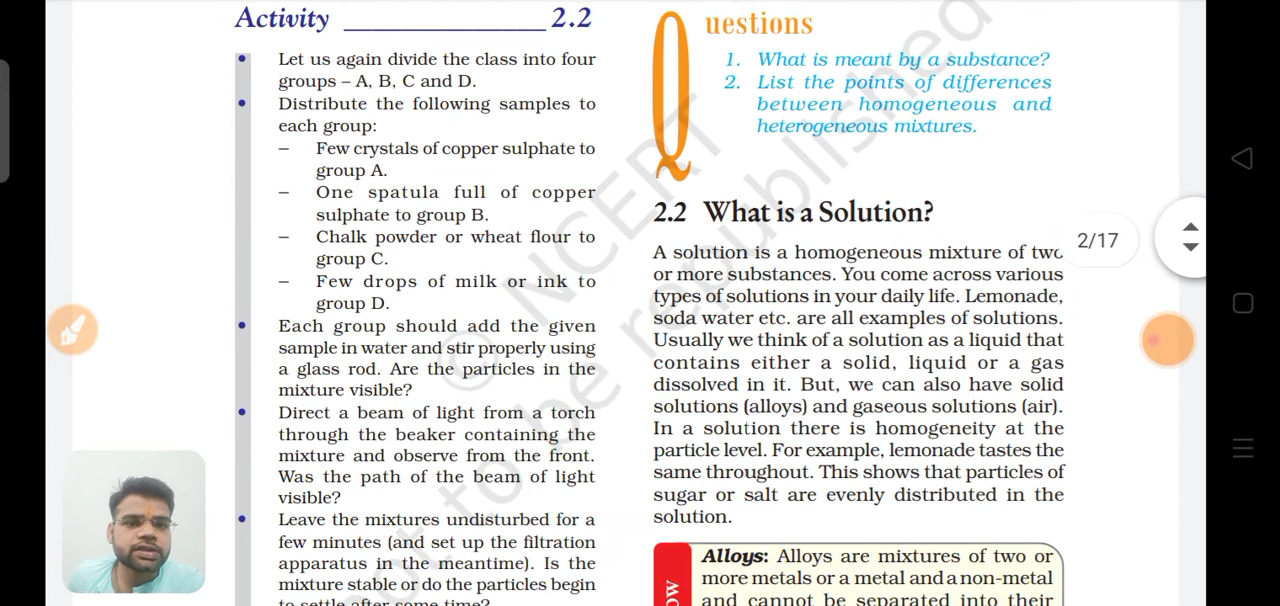 Activity _______________ 2.2
• Let us again divide the class into four
groups – A, B, C and D.
• Distribute the following samples to
each group:
– Few crystals of copper sulphate to
group A.
– One spatula full of copper
sulphate to group B.
– Chalk powder or wheat flour to
group C.
– Few drops of milk or ink to
group D.
• Each group should add the given
sample in water and stir properly using
a glass rod. Are the particles in the
mixture visible?
• Direct a beam of light from a torch
through the beaker containing the
mixture and observe from the front.
Was the path of the beam of light
visible?
• Leave the mixtures undisturbed for a
few minutes (and set up the filtration
apparatus in the meantime). Is the
mixture stable or do the particles begin
to settle after some time?
Questions
1. What is meant by a substance?
2. List the points of differences
between homogeneous and
heterogeneous mixtures.
2.2 What is a Solution?
A solution is a homogeneous mixture of two
or more substances. You come across various
types of solutions in your daily life. Lemonade,
soda water etc. are all examples of solutions.
Usually we think of a solution as a liquid that
contains either a solid, liquid or a gas
dissolved in it. But, we can also have solid
solutions (alloys) and gaseous solutions (air).
In a solution there is homogeneity at the
particle level. For example, lemonade tastes the
same throughout. This shows that particles of
sugar or salt are evenly distributed in the
solution.
Alloys: Alloys are mixtures of two or
more metals or a metal and a non-metal
and cannot be separated into their
ow
2/17
© NCERT
not to be republished